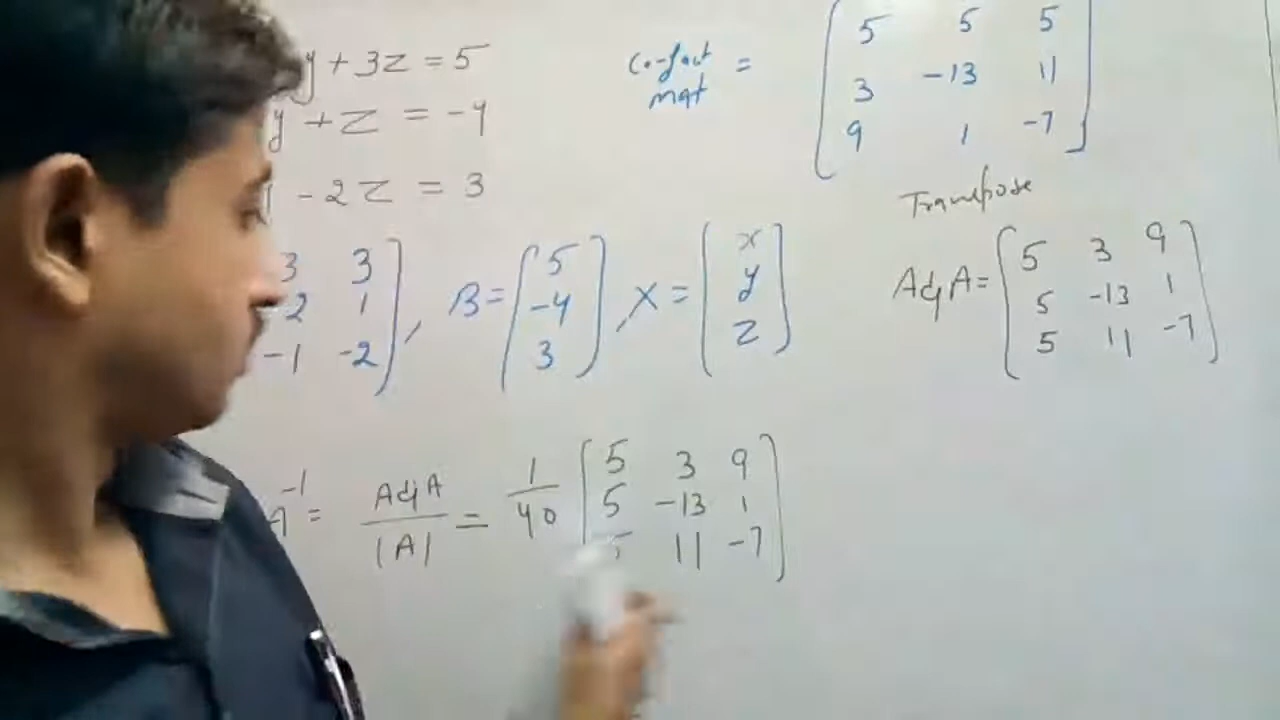 y + 3z = 5
y + z = -4
- 2z = 3
3 3
-2 1
-1 -2
, B = [5 -4 3], X = [x y z]
A⁻¹ = AdjA / |A| = 1/40
5 3 9
5 -13 1
5 11 -7
Co-fact mat =
5 5 5
3 -13 11
9 1 -7
Transpose
AdjA =
5 3 9
5 -13 1
5 11 -7